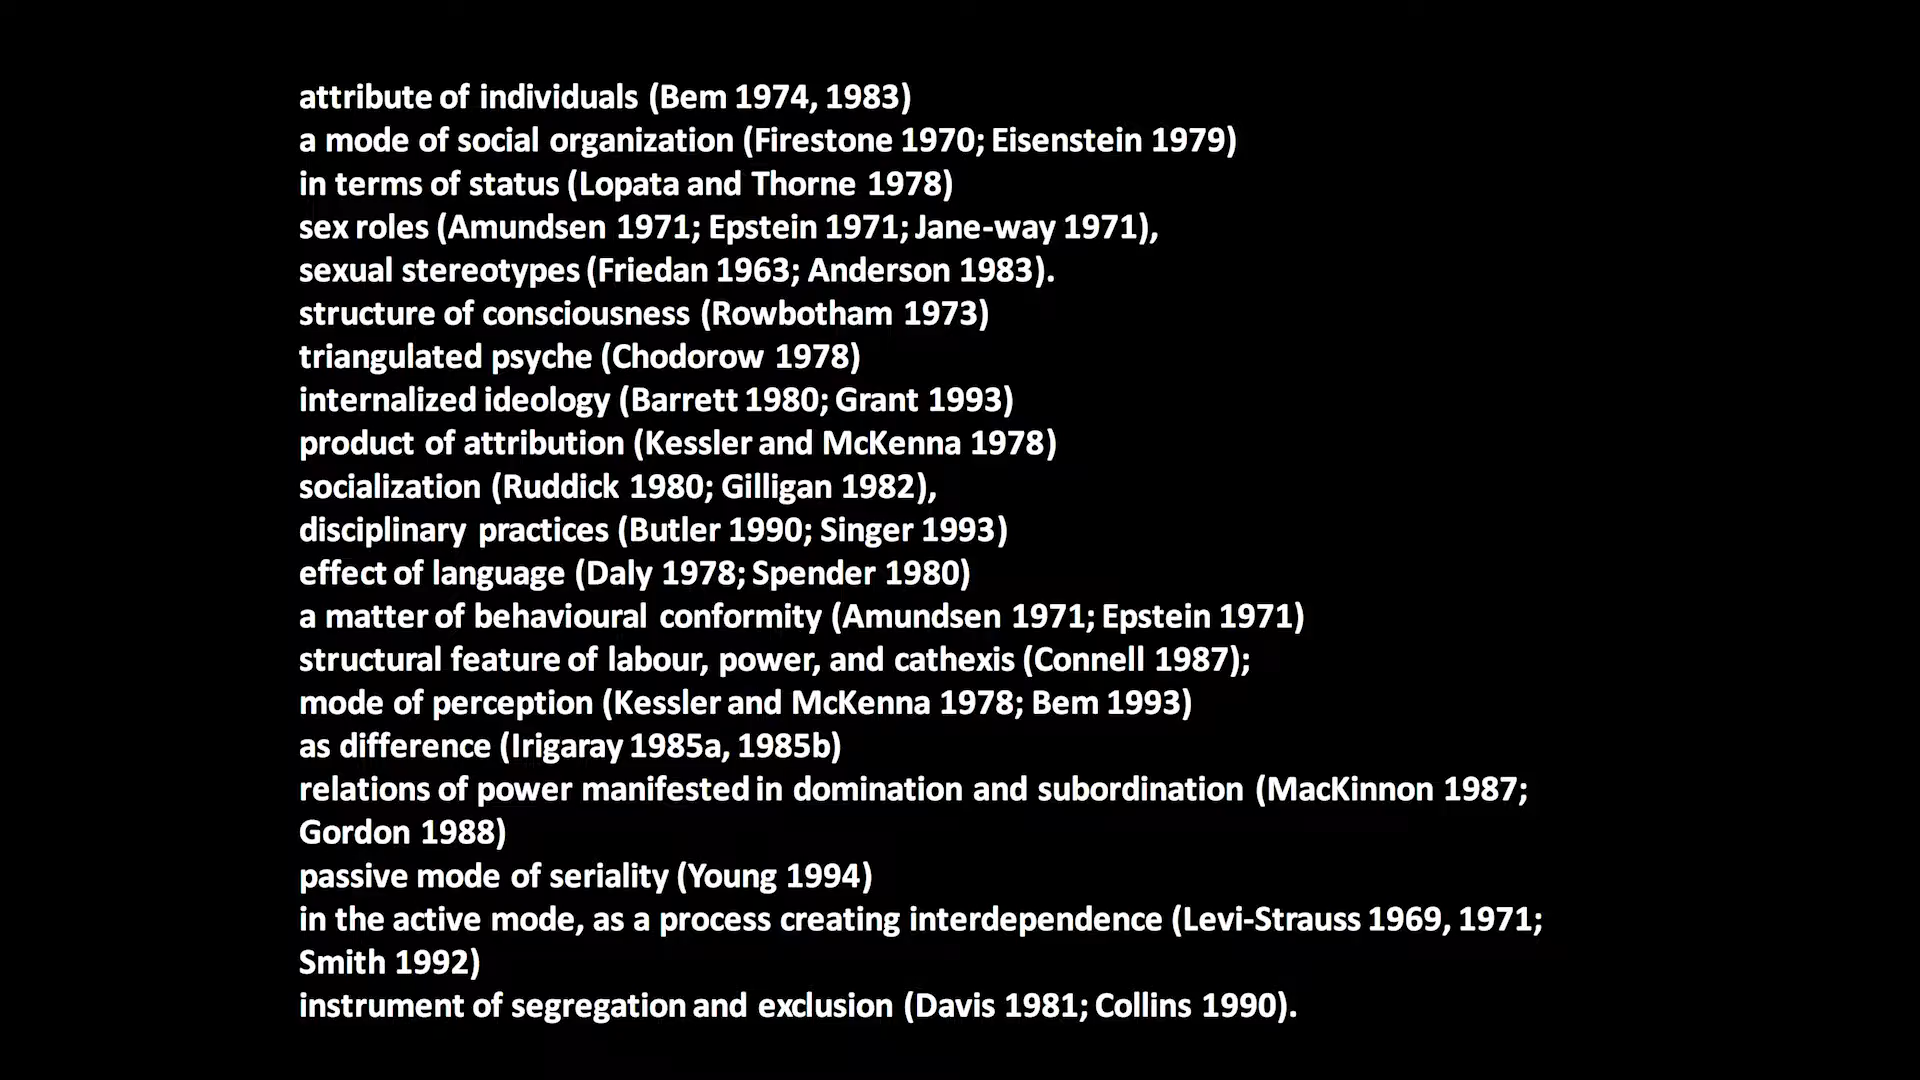 attribute of individuals (Bem 1974, 1983)
a mode of social organization (Firestone 1970; Eisenstein 1979)
in terms of status (Lopata and Thorne 1978)
sex roles (Amundsen 1971; Epstein 1971; Jane-way 1971),
sexual stereotypes (Friedan 1963; Anderson 1983).
structure of consciousness (Rowbotham 1973)
triangulated psyche (Chodorow 1978)
internalized ideology (Barrett 1980; Grant 1993)
product of attribution (Kessler and McKenna 1978)
socialization (Ruddick 1980; Gilligan 1982),
disciplinary practices (Butler 1990; Singer 1993)
effect of language (Daly 1978; Spender 1980)
a matter of behavioural conformity (Amundsen 1971; Epstein 1971)
structural feature of labour, power, and cathexis (Connell 1987);
mode of perception (Kessler and McKenna 1978; Bem 1993)
as difference (Irigaray 1985a, 1985b)
relations of power manifested in domination and subordination (MacKinnon 1987;
Gordon 1988)
passive mode of seriality (Young 1994)
in the active mode, as a process creating interdependence (Levi-Strauss 1969, 1971;
Smith 1992)
instrument of segregation and exclusion (Davis 1981; Collins 1990).